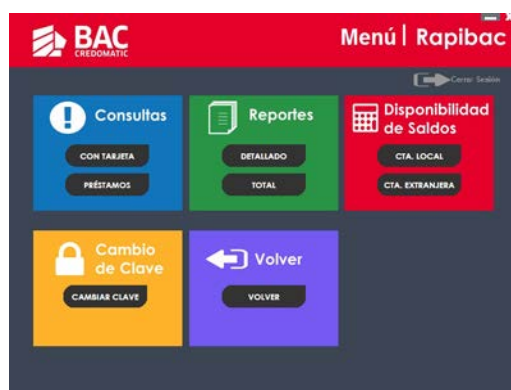 BAC
CREDOMATIC
Menú | Rapibac
Cerrar Sesión
Consultas
CON TARJETA
PRÉSTAMOS
Reportes
DETALLADO
TOTAL
Disponibilidad
de Saldos
CTA. LOCAL
CTA. EXTRANJERA
Cambio
de Clave
CAMBIAR CLAVE
Volver
VOLVER